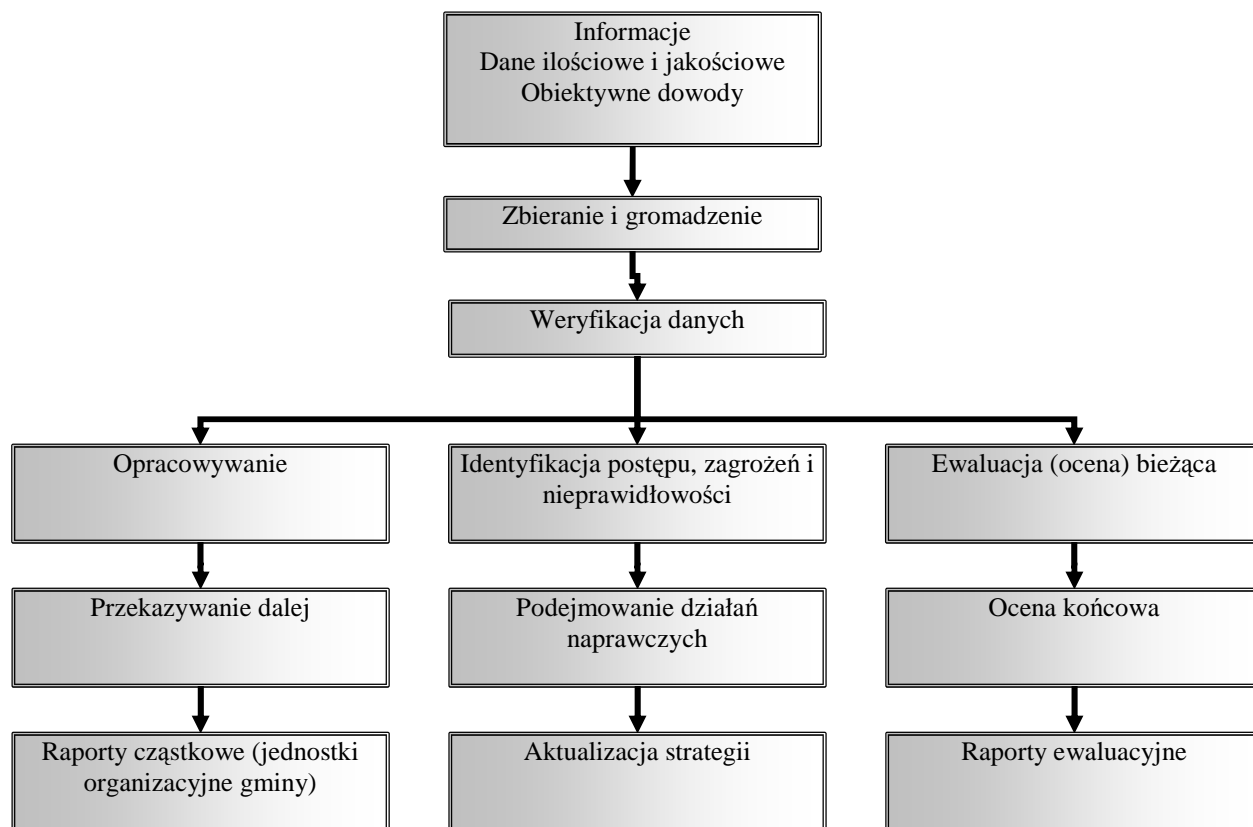 Informacje
Dane ilościowe i jakościowe
Obiektywne dowody
Zbieranie i gromadzenie
Weryfikacja danych
Opracowywanie
Identyfikacja postępu, zagrożeń i
nieprawidłowości
Ewaluacja (ocena) bieżąca
Przekazywanie dalej
Podejmowanie działań
naprawczych
Ocena końcowa
Raporty cząstkowe (jednostki
organizacyjne gminy)
Aktualizacja strategii
Raporty ewaluacyjne